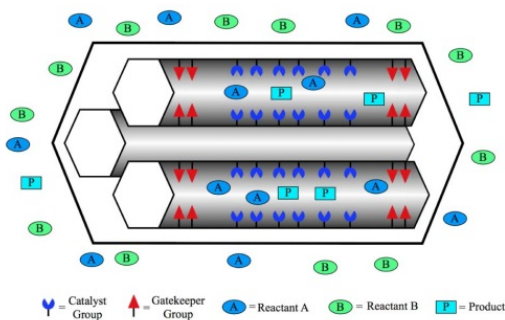 A
B
B
B
A
B
B
B
A
A
P
P
P
B
A
B
P
A
A
P
P
A
A
B
A
B
A
B
B
= Catalyst Group
= Gatekeeper Group
A = Reactant A
B = Reactant B
P = Product